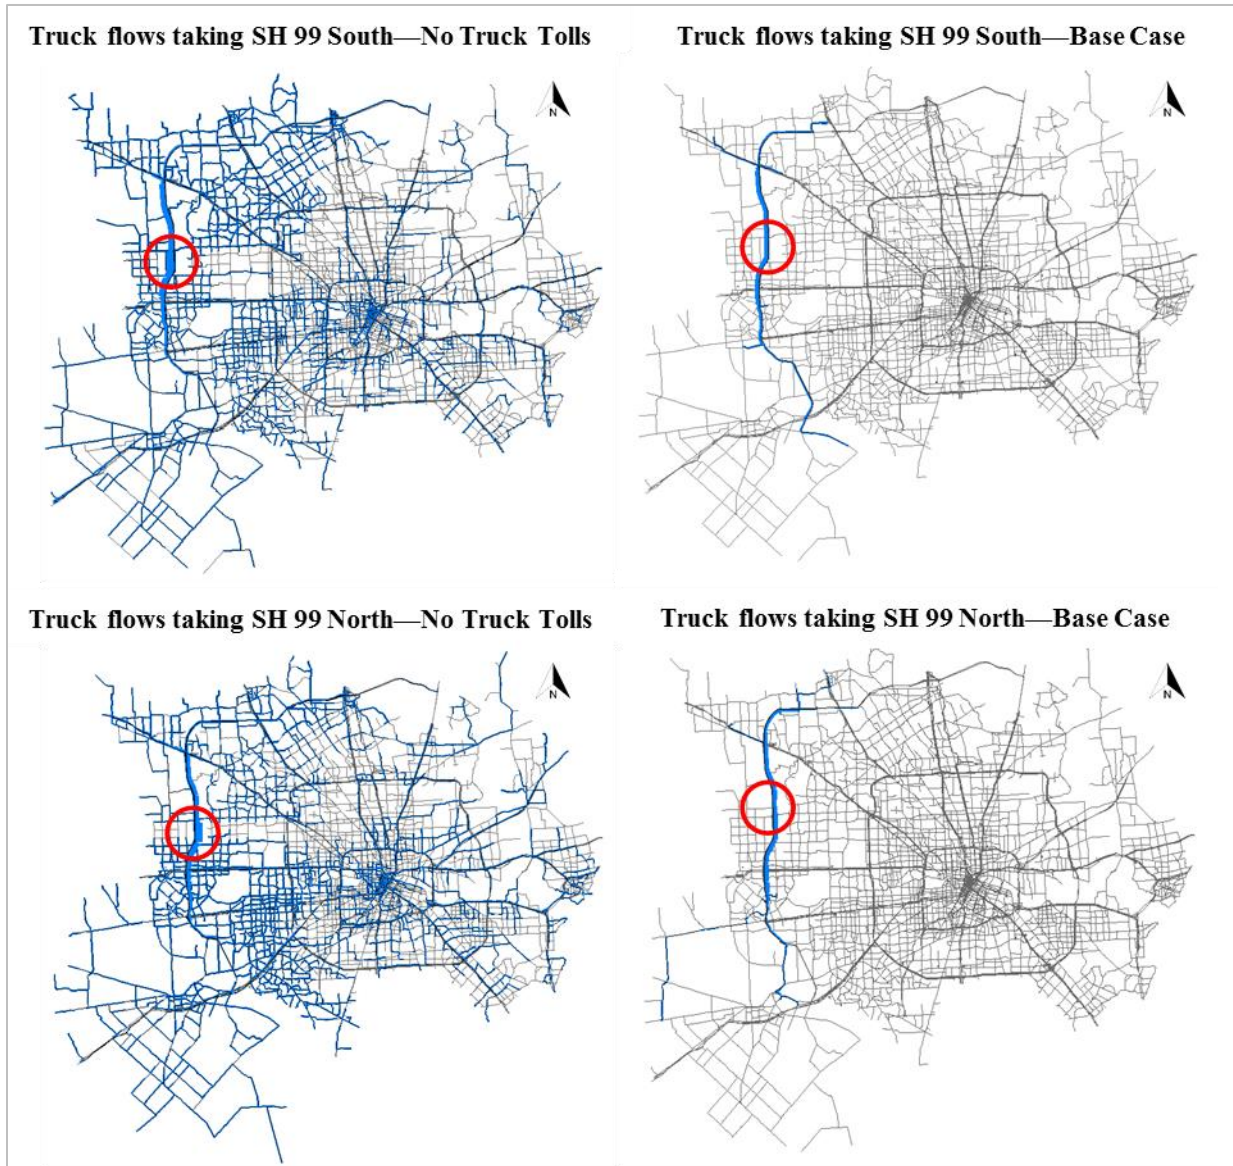 Truck flows taking SH 99 South—No Truck Tolls
Truck flows taking SH 99 South—Base Case
N
N
Truck flows taking SH 99 North—No Truck Tolls
Truck flows taking SH 99 North—Base Case
N
N